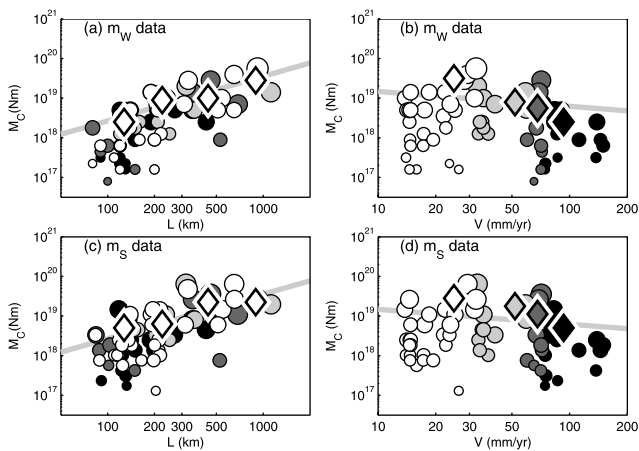 (a) m_W data
(b) m_W data
10^21
10^20
10^19
10^18
10^17
M_C(Nm)
100 200 300 500 1000
L (km)
10^21
10^20
10^19
10^18
10^17
M_C(Nm)
10 20 50 100 200
V (mm/yr)
(c) m_S data
(d) m_S data
10^21
10^20
10^19
10^18
10^17
M_C(Nm)
100 200 300 500 1000
L (km)
10^21
10^20
10^19
10^18
10^17
M_C(Nm)
10 20 50 100 200
V (mm/yr)